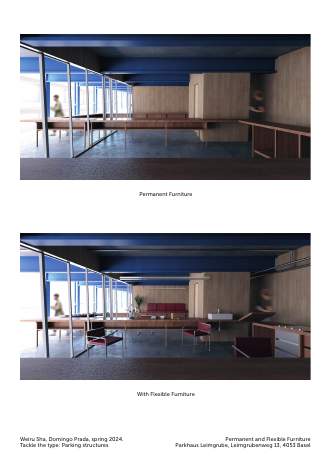 Permanent Furniture
With Flexible Furniture
Weiru Sha, Domingo Prada, spring 2024.
Tackle the type: Parking structures
Permanent and Flexible Furniture
Parkhaus Leimgrube, Leimgrubenweg 13, 4053 Basel